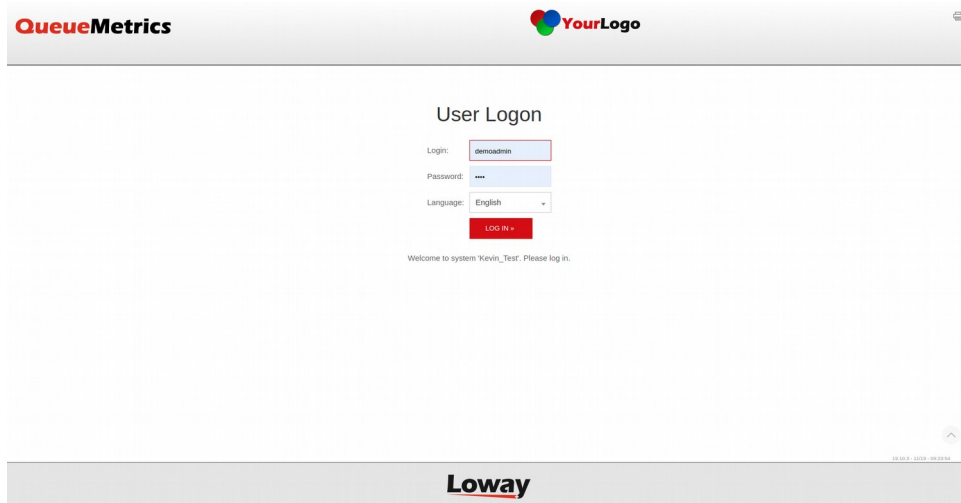 QueueMetrics
YourLogo
User Logon
Login: demoadmin
Password: ••••
Language: English
LOG IN »
Welcome to system 'Kevin_Test'. Please log in.
Loway